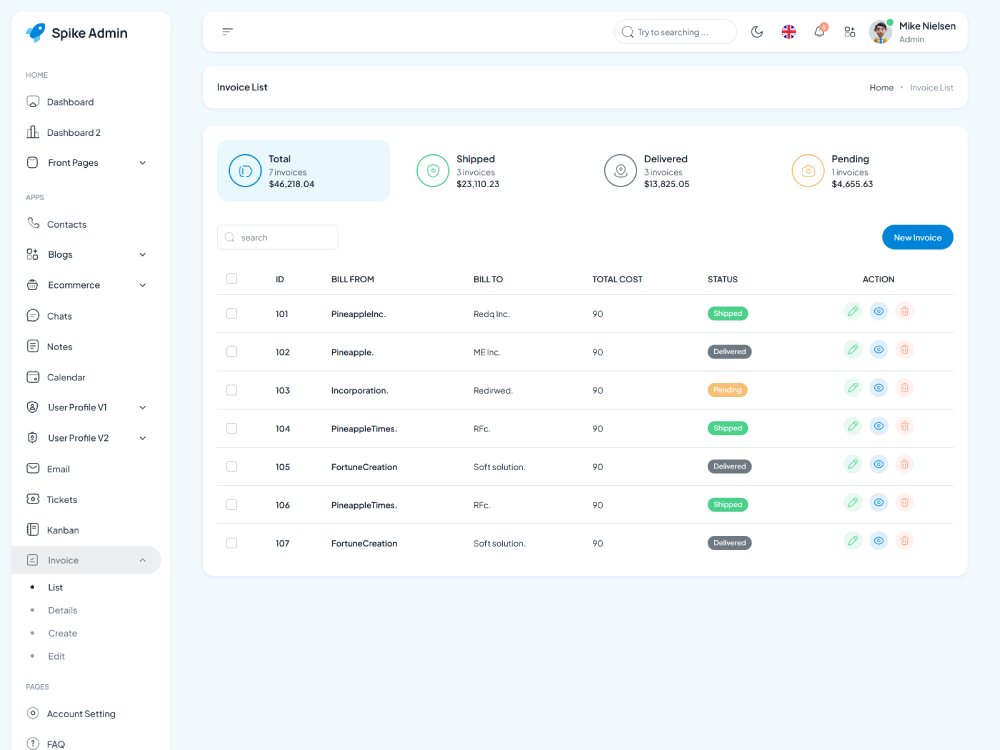 Spike Admin
HOME
Dashboard
Dashboard 2
Front Pages
APPS
Contacts
Blogs
Ecommerce
Chats
Notes
Calendar
User Profile V1
User Profile V2
Email
Tickets
Kanban
Invoice
List
Details
Create
Edit
PAGES
Account Setting
FAQ
Try to searching ...
Mike Nielsen
Admin
Invoice List
Home • Invoice List
Total
7 invoices
$46,218.04
Shipped
3 invoices
$23,110.23
Delivered
3 invoices
$13,825.05
Pending
1 invoices
$4,655.63
search
New Invoice
ID BILL FROM BILL TO TOTAL COST STATUS ACTION
101 PineappleInc. Redq Inc. 90 Shipped
102 Pineapple. ME Inc. 90 Delivered
103 Incorporation. Redirwed. 90 Pending
104 PineappleTimes. RFc. 90 Shipped
105 FortuneCreation Soft solution. 90 Delivered
106 PineappleTimes. RFc. 90 Shipped
107 FortuneCreation Soft solution. 90 Delivered